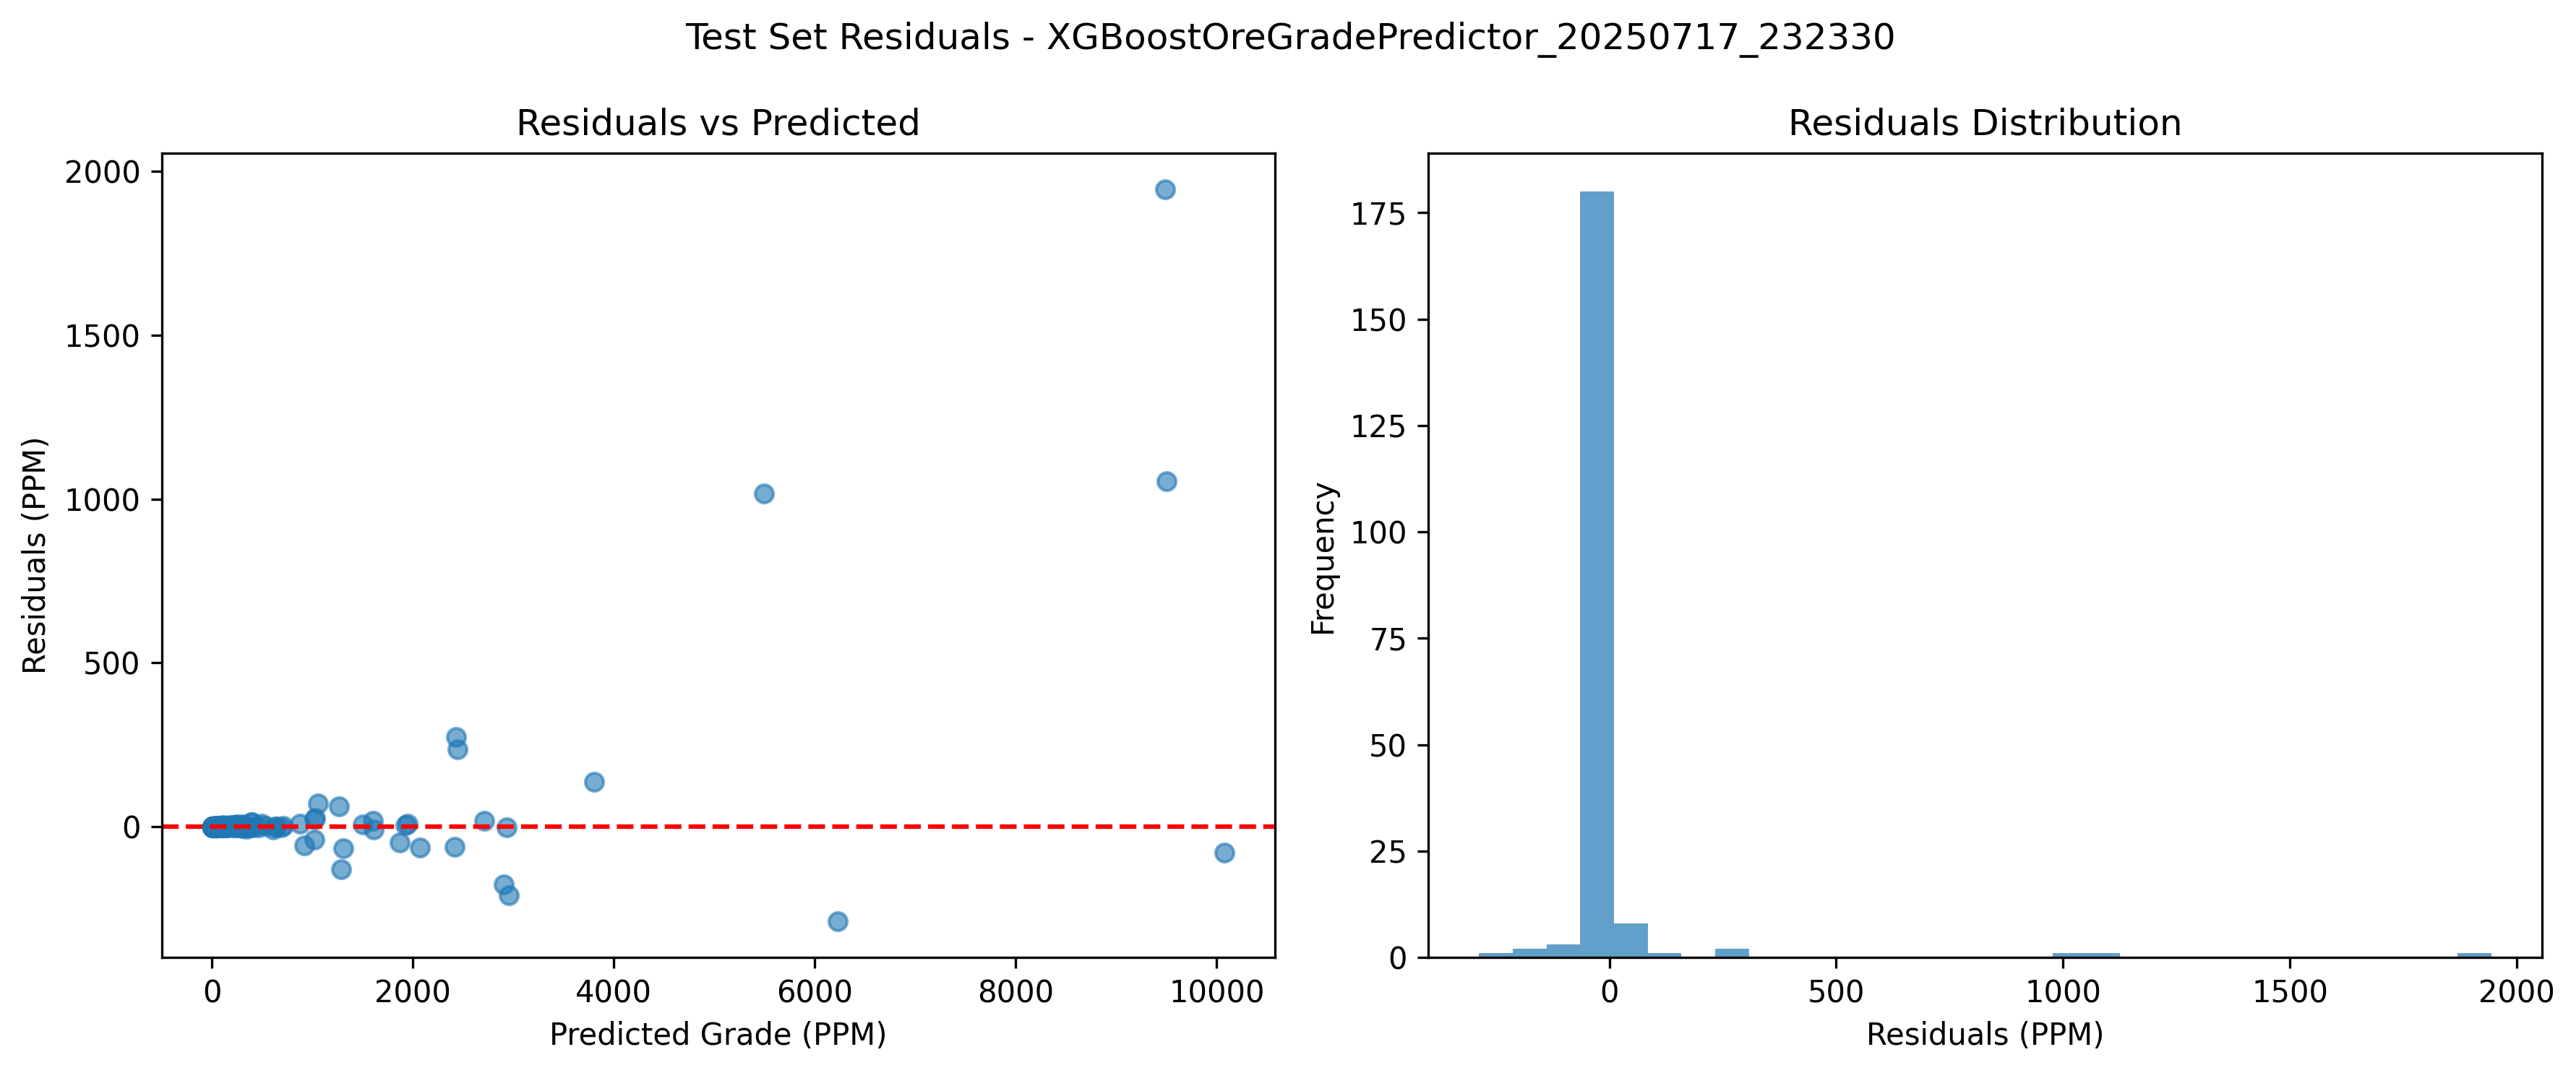 Test Set Residuals - XGBoostOreGradePredictor_20250717_232330
Residuals vs Predicted
2000
1500
1000
500
0
Residuals (PPM)
0 2000 4000 6000 8000 10000
Predicted Grade (PPM)
Residuals Distribution
175
150
125
100
75
50
25
0
Frequency
0 500 1000 1500 2000
Residuals (PPM)